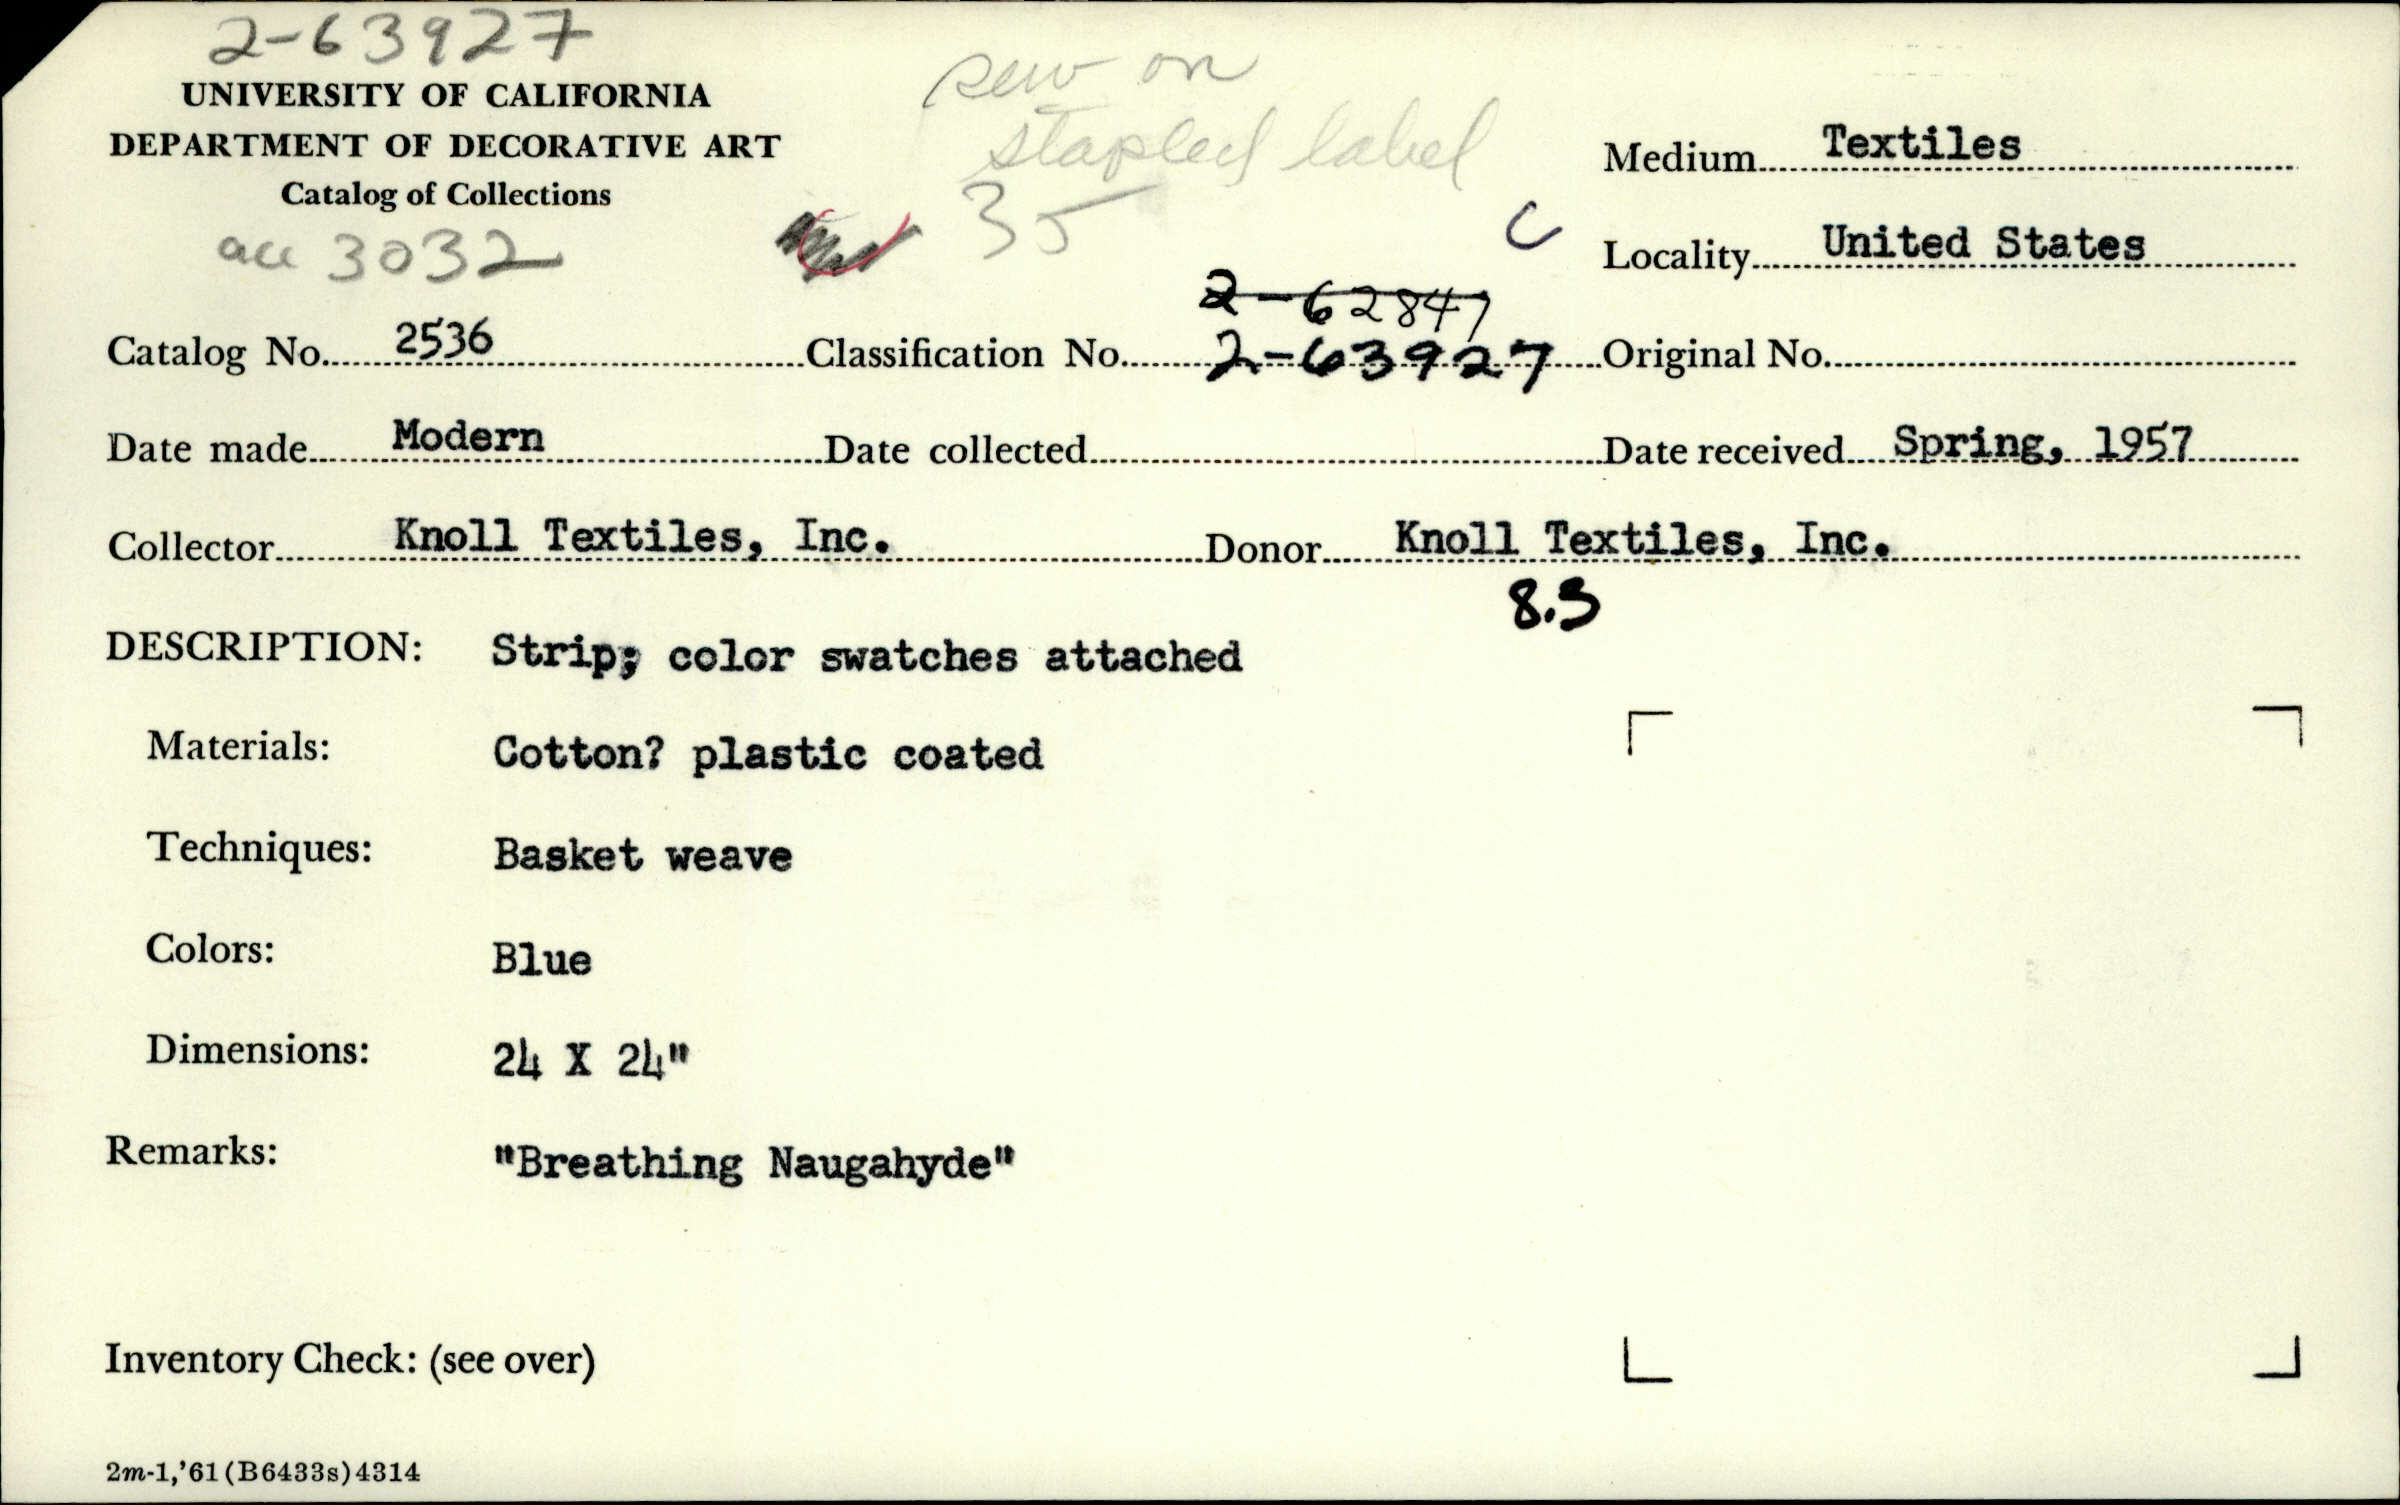 2-63927
UNIVERSITY OF CALIFORNIA
DEPARTMENT OF DECORATIVE ART
Catalog of Collections
acc 3032
sew on
stapled label
35
C
Medium Textiles
Locality United States
2-62847
Catalog No. 2536 Classification No. 2-63927 Original No.
Date made Modern Date collected Date received Spring, 1957
Collector Knoll Textiles, Inc. Donor Knoll Textiles, Inc.
8.3
DESCRIPTION: Strip; color swatches attached
Materials: Cotton? plastic coated
Techniques: Basket weave
Colors: Blue
Dimensions: 24 X 24"
Remarks: "Breathing Naugahyde"
Inventory Check: (see over)
2m-1,'61(B6433s)4314